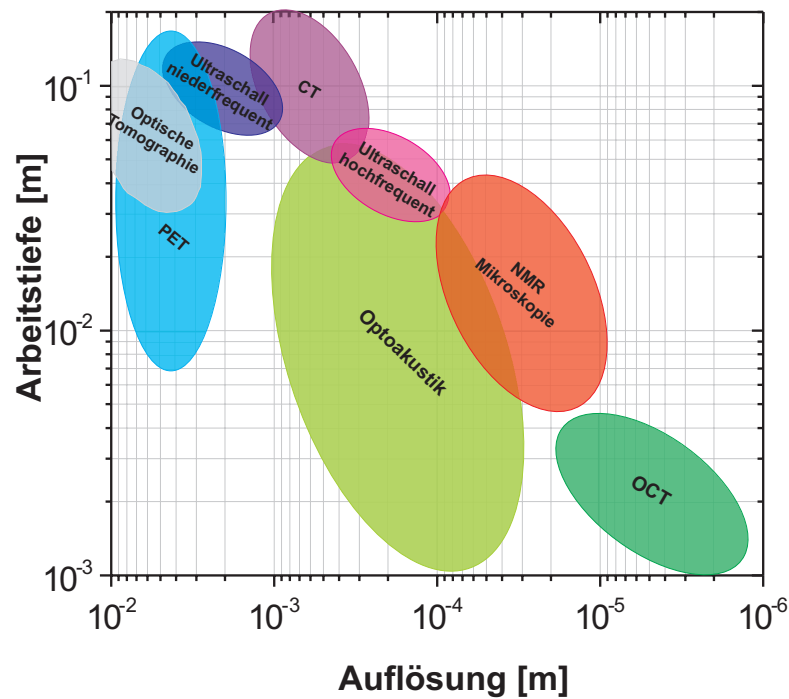 Arbeitstiefe [m]
10-1
10-2
10-3
Ultraschall
niederfrequent
CT
Optische
Tomographie
PET
Ultraschall
hochfrequent
NMR
Mikroskopie
Optoakustik
OCT
10-2
10-3
10-4
10-5
10-6
Auflösung [m]